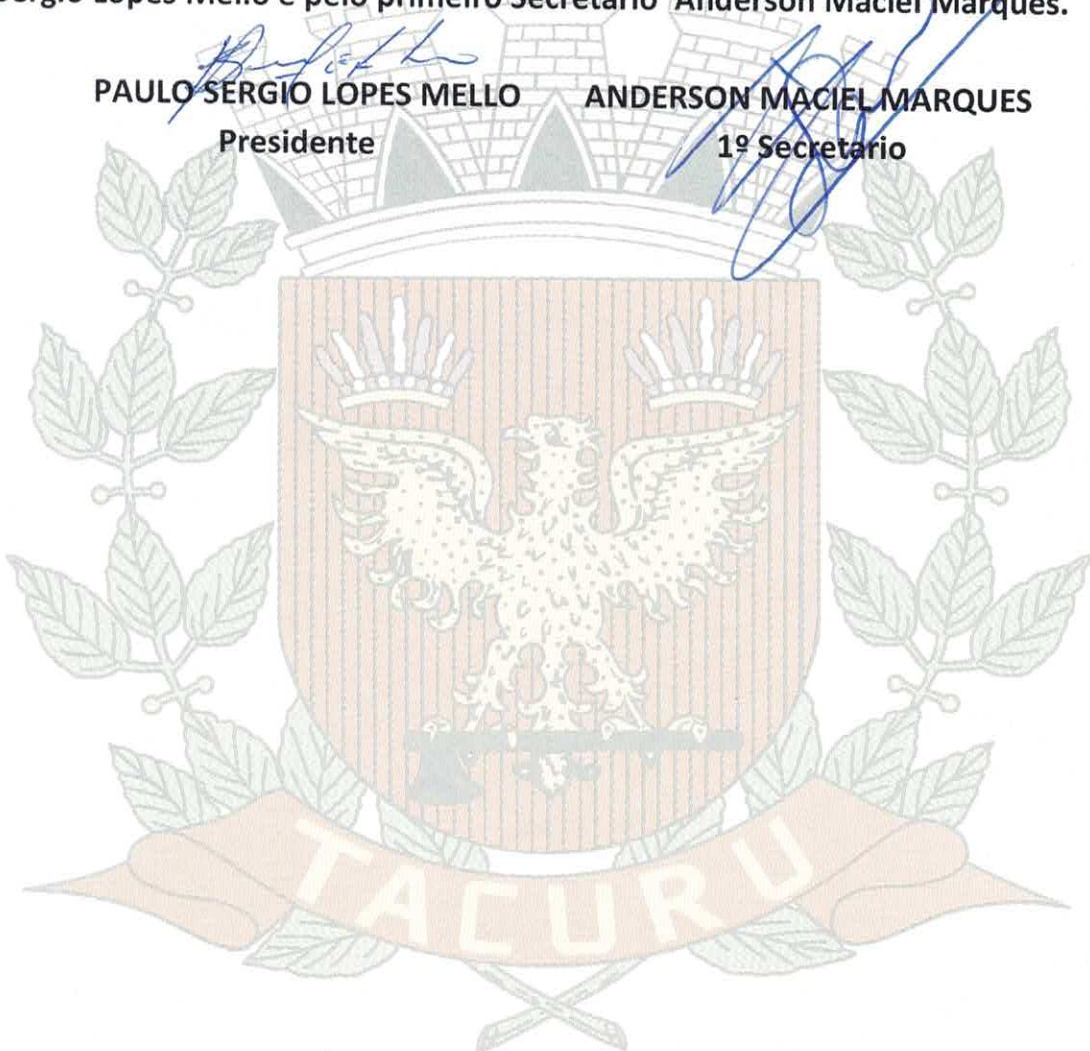 Sergio Lopes Mello e pelo primeiro Secretario Anderson Maciel Marques.
PAULO SERGIO LOPES MELLO ANDERSON MACIEL MARQUES
Presidente 1º Secretario
TACURU